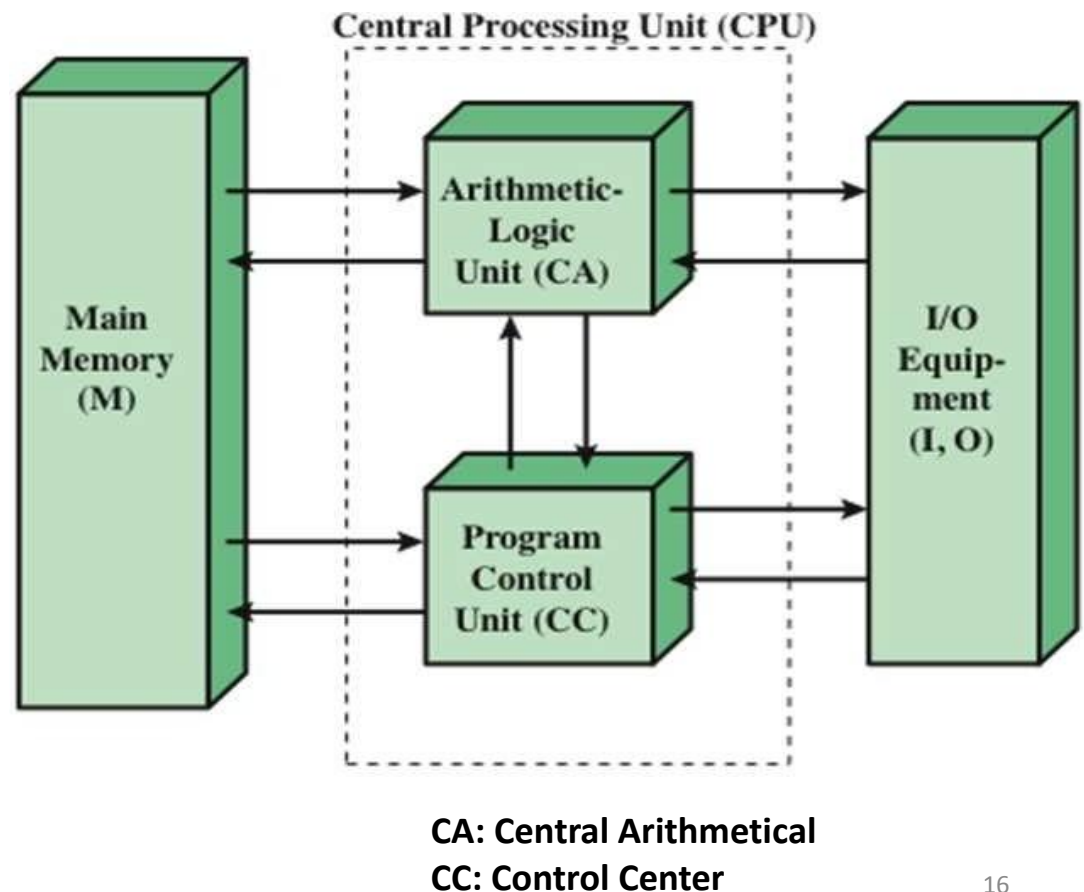 Central Processing Unit (CPU)
Main
Memory
(M)
Arithmetic-
Logic
Unit (CA)
Program
Control
Unit (CC)
I/O
Equip-
ment
(I, O)
CA: Central Arithmetical
CC: Control Center
16